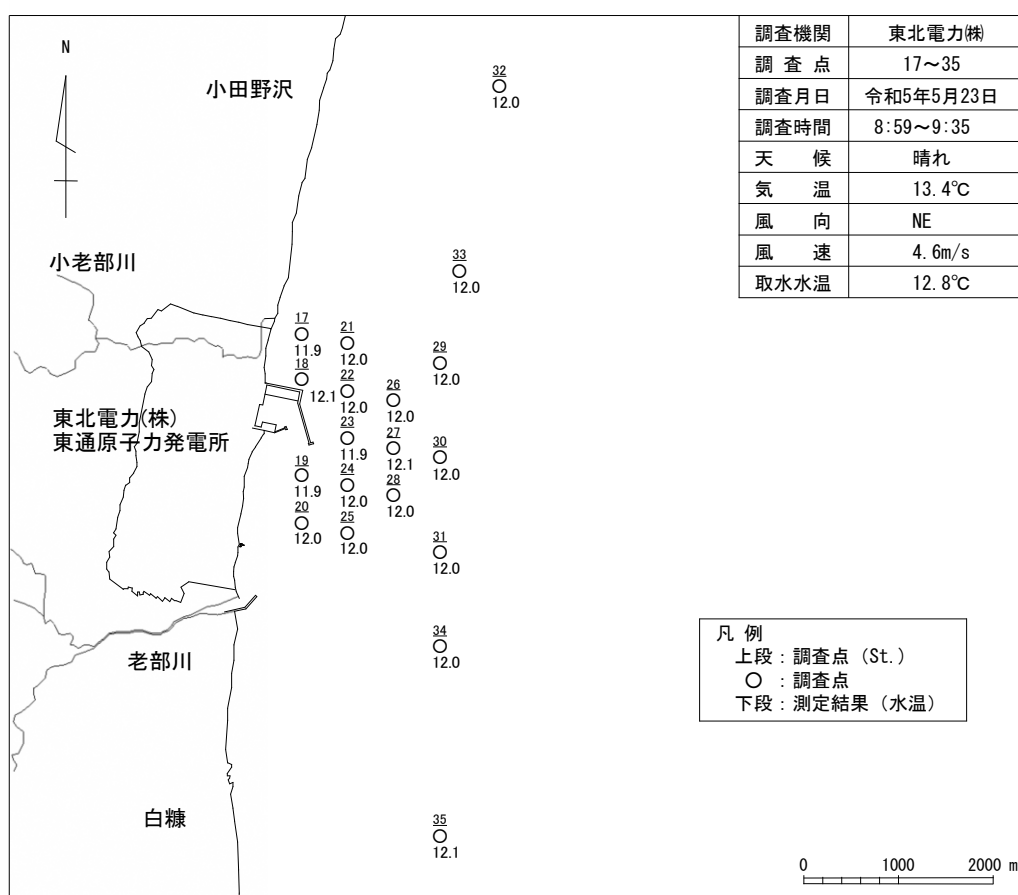 調査機関 東北電力㈱
調査点 17～35
調査月日 令和5年5月23日
調査時間 8:59～9:35
天候 晴れ
気温 13.4℃
風向 NE
風速 4.6m/s
取水水温 12.8℃
N
小田野沢
32
12.0
小老部川
33
12.0
17
11.9
21
12.0
29
12.0
18
12.1
22
12.0
26
12.0
東北電力(株)
東通原子力発電所
23
11.9
27
12.1
30
12.0
19
11.9
24
12.0
28
12.0
20
12.0
25
12.0
31
12.0
34
12.0
老部川
凡例
上段：調査点（St.）
○：調査点
下段：測定結果（水温）
白糠
35
12.1
0 1000 2000 m